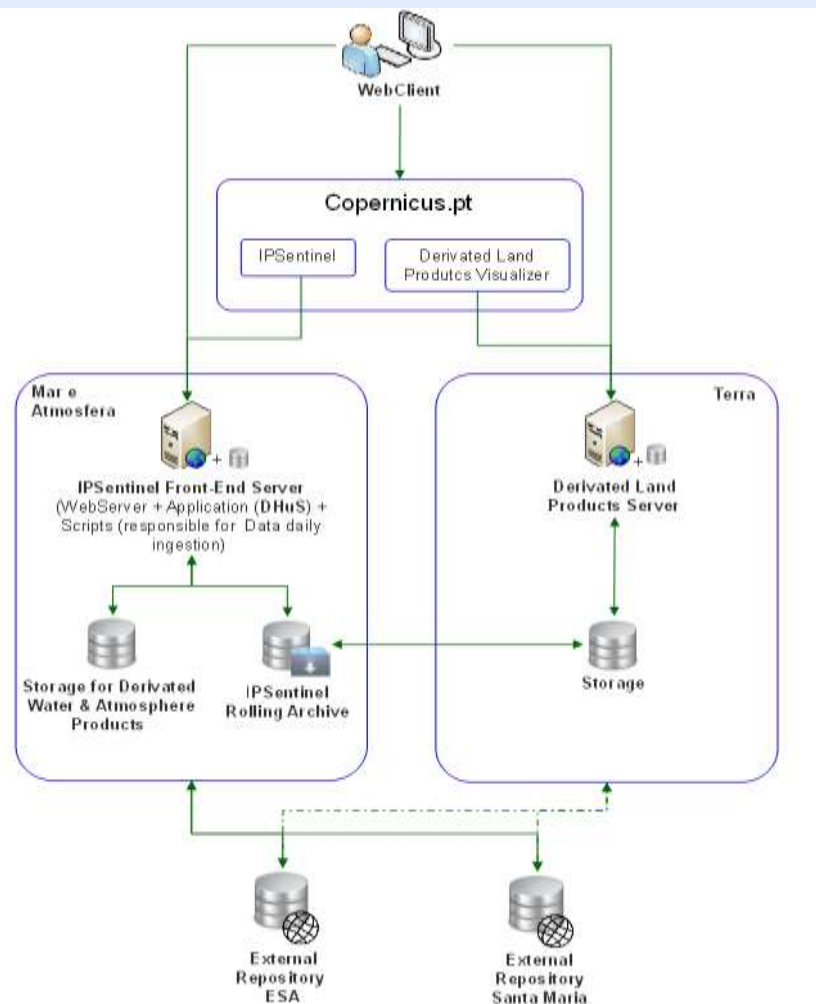 WebClient
Copernicus.pt
IPSentinel
Derivated Land
Produtcs Visualizer
Mar e
Atmosfera
+
IPSentinel Front-End Server
(WebServer + Application (DHuS) +
Scripts (responsible for Data daily
ingestion)
Storage for Derivated
Water & Atmosphere
Products
IPSentinel
Rolling Archive
Terra
+
Derivated Land
Products Server
Storage
External
Repository
ESA
External
Repository
Santa Maria